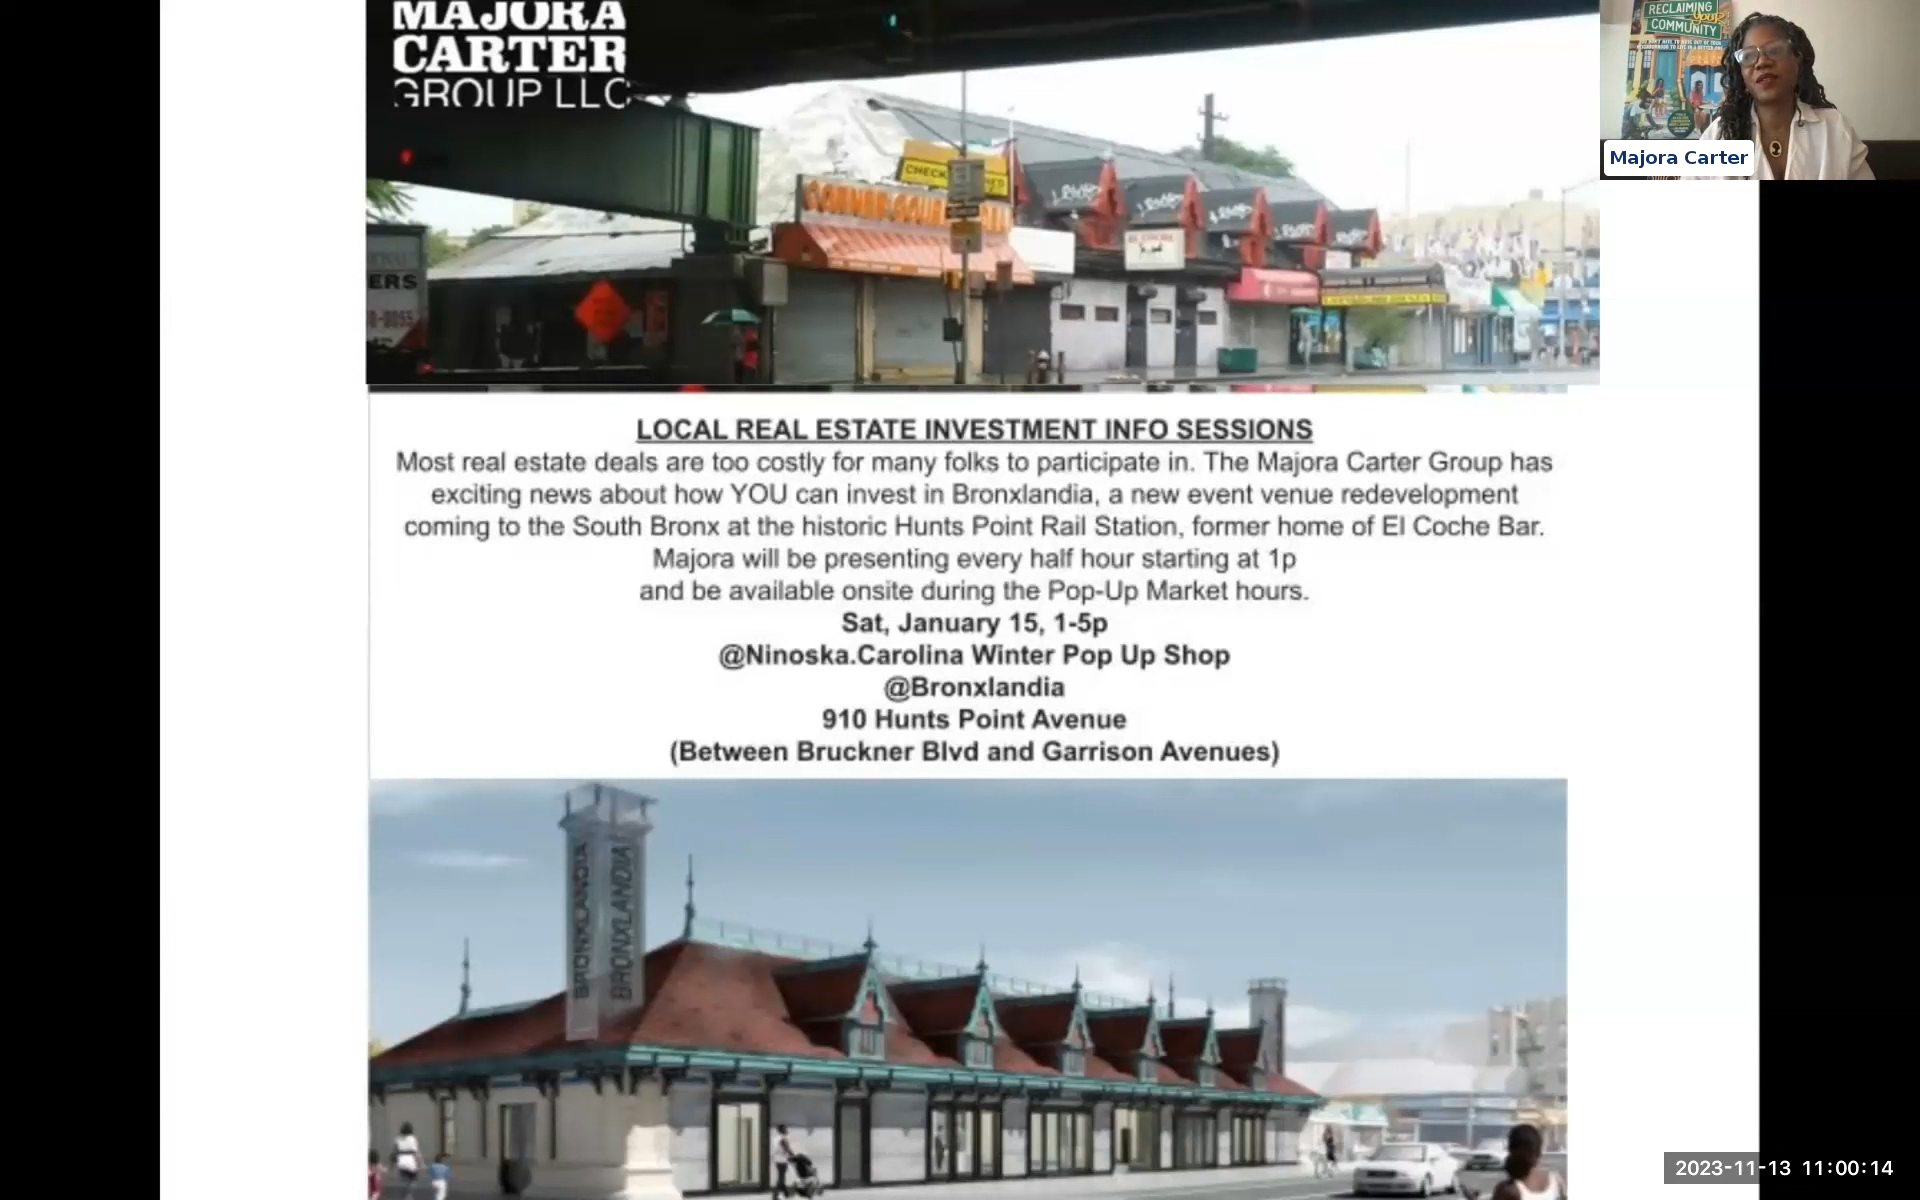 MAJORA
CARTER
GROUP LLC
RECLAIMING
your
COMMUNITY
Majora Carter
CHECK
ERS
LOCAL REAL ESTATE INVESTMENT INFO SESSIONS
Most real estate deals are too costly for many folks to participate in. The Majora Carter Group has
exciting news about how YOU can invest in Bronxlandia, a new event venue redevelopment
coming to the South Bronx at the historic Hunts Point Rail Station, former home of El Coche Bar.
Majora will be presenting every half hour starting at 1p
and be available onsite during the Pop-Up Market hours.
Sat, January 15, 1-5p
@Ninoska.Carolina Winter Pop Up Shop
@Bronxlandia
910 Hunts Point Avenue
(Between Bruckner Blvd and Garrison Avenues)
BRONXLANDIA
BRONXLANDIA
2023-11-13 11:00:14